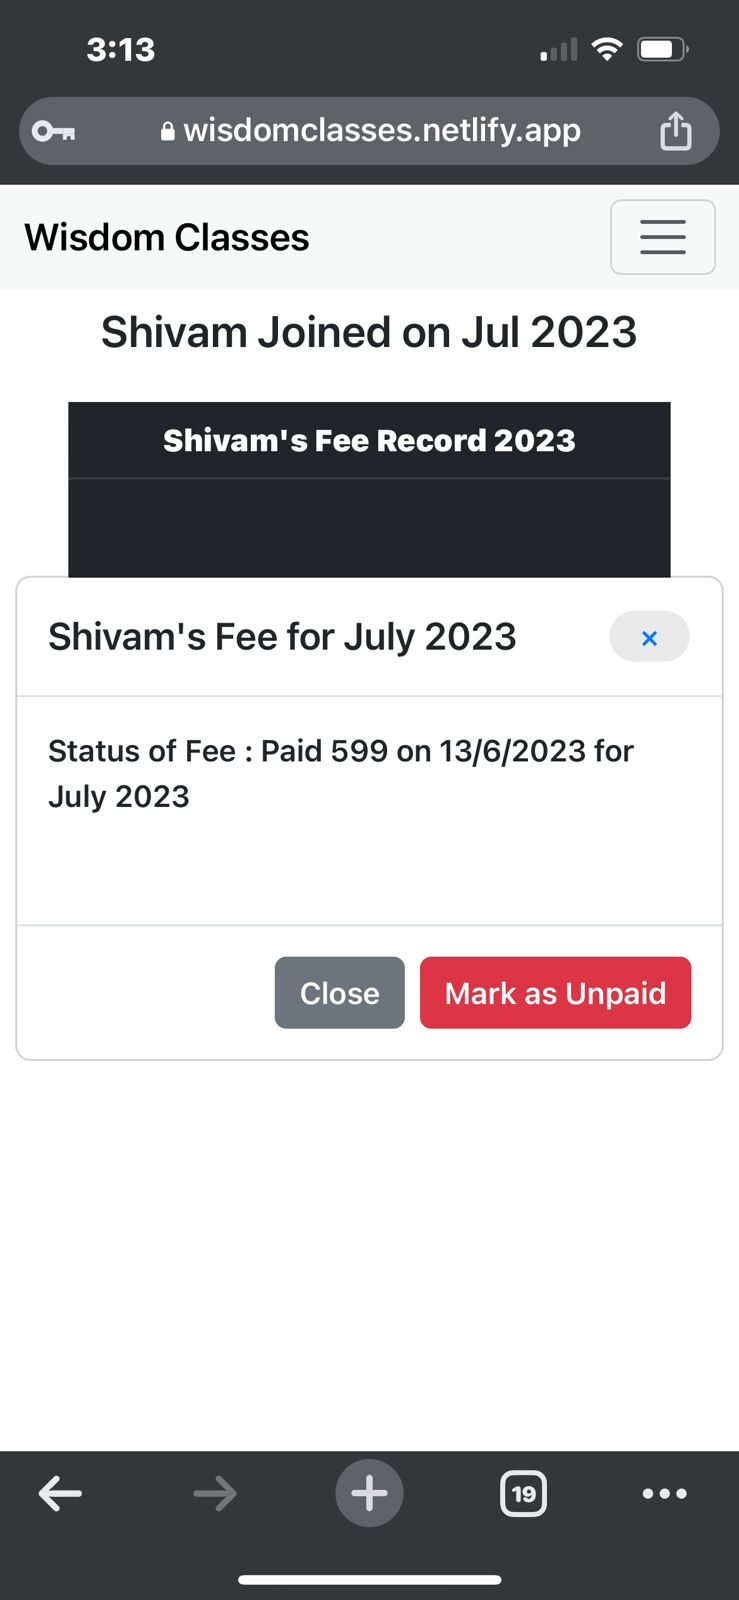 3:13
wisdomclasses.netlify.app
Wisdom Classes
Shivam Joined on Jul 2023
Shivam's Fee Record 2023
Shivam's Fee for July 2023
×
Status of Fee : Paid 599 on 13/6/2023 for
July 2023
Close
Mark as Unpaid
19